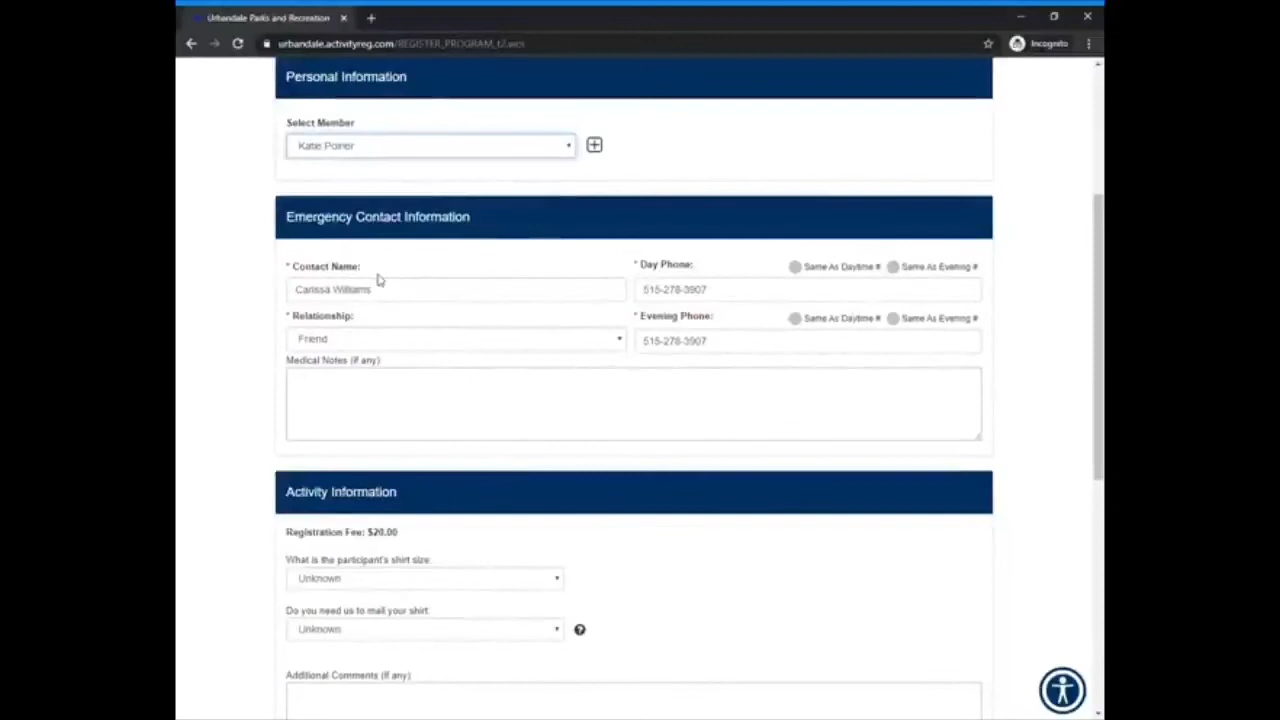 Urbandale Parks and Recreation
urbandale.activityreg.com/REGISTER_PROGRAM_t2.wcs
Incognito
Personal Information
Select Member
Katie Poirier
Emergency Contact Information
* Contact Name:
* Day Phone:
Same As Daytime #
Same As Evening #
Carissa Williams
515-278-3907
* Relationship:
* Evening Phone:
Same As Daytime #
Same As Evening #
Friend
515-278-3907
Medical Notes (if any)
Activity Information
Registration Fee: $20.00
What is the participant's shirt size:
Unknown
Do you need us to mail your shirt
Unknown
Additional Comments (if any)